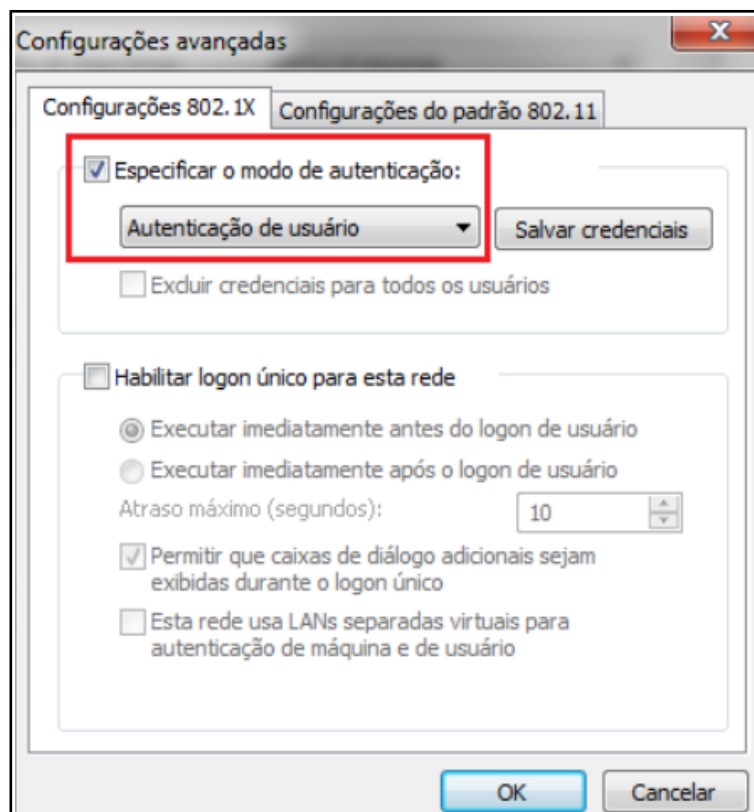 Configurações avançadas
X
Configurações 802.1X
Configurações do padrão 802.11
Especificar o modo de autenticação:
Autenticação de usuário
Salvar credenciais
Excluir credenciais para todos os usuários
Habilitar logon único para esta rede
Executar imediatamente antes do logon de usuário
Executar imediatamente após o logon de usuário
Atraso máximo (segundos):
10
Permitir que caixas de diálogo adicionais sejam
exibidas durante o logon único
Esta rede usa LANs separadas virtuais para
autenticação de máquina e de usuário
OK
Cancelar